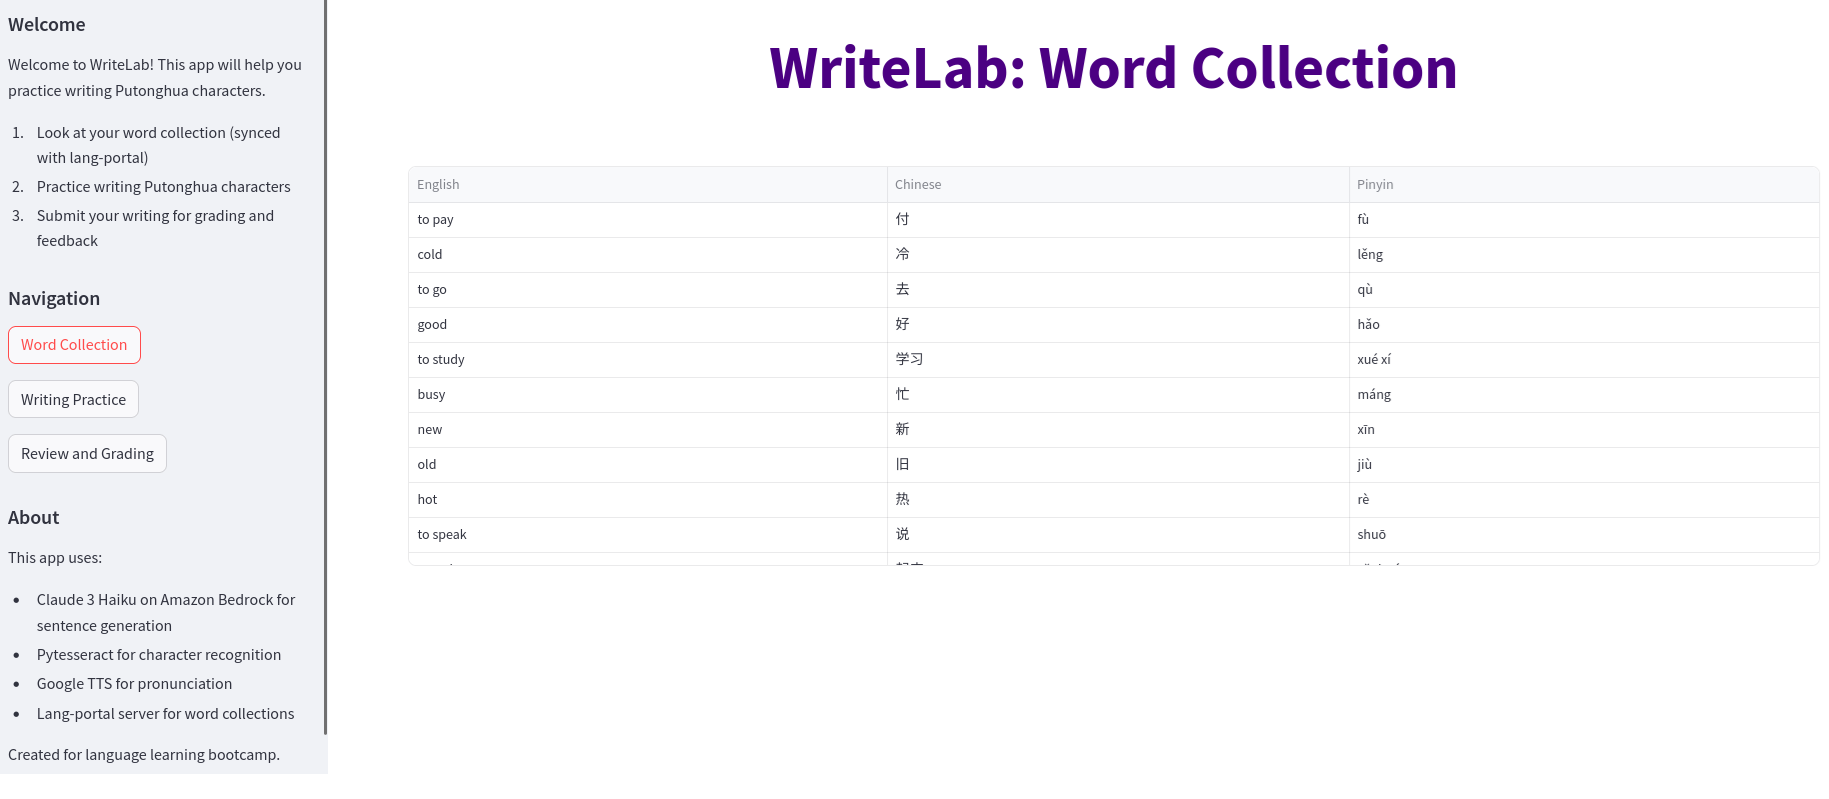 Welcome
Welcome to WriteLab! This app will help you
practice writing Putonghua characters.
1. Look at your word collection (synced
with lang-portal)
2. Practice writing Putonghua characters
3. Submit your writing for grading and
feedback
Navigation
Word Collection
Writing Practice
Review and Grading
About
This app uses:
• Claude 3 Haiku on Amazon Bedrock for
sentence generation
• Pytesseract for character recognition
• Google TTS for pronunciation
• Lang-portal server for word collections
Created for language learning bootcamp.
WriteLab: Word Collection
English Chinese Pinyin
to pay 付 fù
cold 冷 lěng
to go 去 qù
good 好 hǎo
to study 学习 xué xí
busy 忙 máng
new 新 xīn
old 旧 jiù
hot 热 rè
to speak 说 shuō